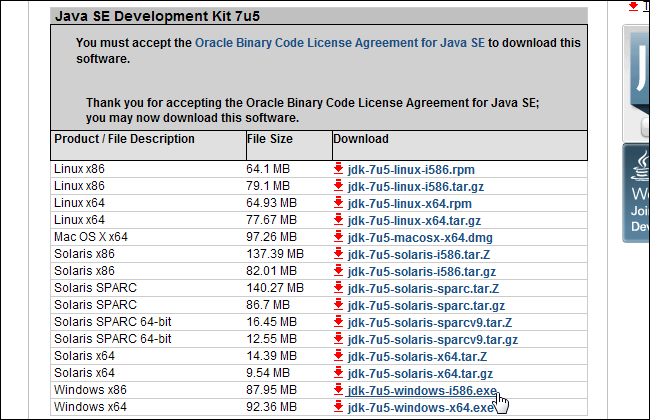 Java SE Development Kit 7u5
You must accept the Oracle Binary Code License Agreement for Java SE to download this
software.
Thank you for accepting the Oracle Binary Code License Agreement for Java SE;
you may now download this software.
Product / File Description File Size Download
Linux x86 64.1 MB jdk-7u5-linux-i586.rpm
Linux x86 79.1 MB jdk-7u5-linux-i586.tar.gz
Linux x64 64.93 MB jdk-7u5-linux-x64.rpm
Linux x64 77.67 MB jdk-7u5-linux-x64.tar.gz
Mac OS X x64 97.26 MB jdk-7u5-macosx-x64.dmg
Solaris x86 137.39 MB jdk-7u5-solaris-i586.tar.Z
Solaris x86 82.01 MB jdk-7u5-solaris-i586.tar.gz
Solaris SPARC 140.27 MB jdk-7u5-solaris-sparc.tar.Z
Solaris SPARC 86.7 MB jdk-7u5-solaris-sparc.tar.gz
Solaris SPARC 64-bit 16.45 MB jdk-7u5-solaris-sparcv9.tar.Z
Solaris SPARC 64-bit 12.55 MB jdk-7u5-solaris-sparcv9.tar.gz
Solaris x64 14.39 MB jdk-7u5-solaris-x64.tar.Z
Solaris x64 9.54 MB jdk-7u5-solaris-x64.tar.gz
Windows x86 87.95 MB jdk-7u5-windows-i586.exe
Windows x64 92.36 MB jdk-7u5-windows-x64.exe
J
We
Join
Dev